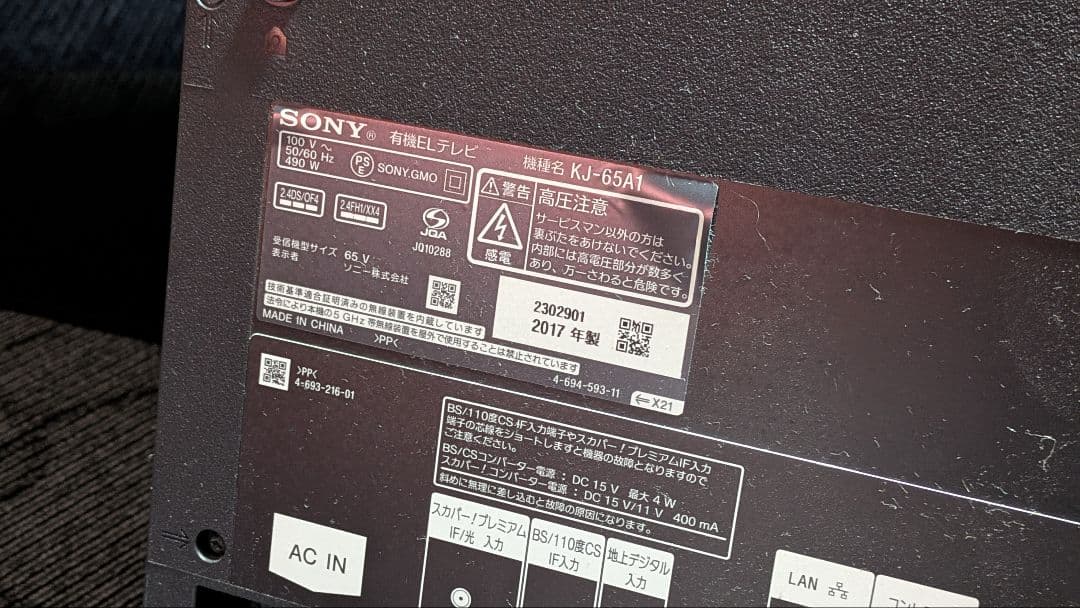 SONY® 有機ELテレビ 機種名 KJ-65A1
100 V ~
50/60 Hz
490 W
PS
E
SONY.GMO
2.4DS/OF4
2.4FH1/XX4
JQA
JQ10288
受信機型サイズ 65 V
表示者 ソニー株式会社
技術基準適合証明済みの無線装置を内蔵しています
法令により本機の5 GHz 帯無線装置を屋外で使用することは禁止されています
MADE IN CHINA >PP<
警告
感電
高圧注意
サービスマン以外の方は
裏ぶたをあけないでください。
内部には高電圧部分が数多く
あり、万一さわると危険です。
2302901
2017 年製
4-694-593-11
⇐ X21
>PP<
4-693-216-01
BS/110度CS-IF入力端子やスカパー!プレミアムIF入力
端子の芯線をショートしますと機器の故障となりますので
ご注意ください。
BS/CSコンバーター電源 : DC 15 V 最大 4 W
スカパー!コンバーター電源 : DC 15 V/11 V 400 mA
斜めに無理に差し込むと故障の原因になります。
AC IN
スカパー!プレミアム
IF/光 入力
BS/110度CS
IF入力
地上デジタル
入力
LAN